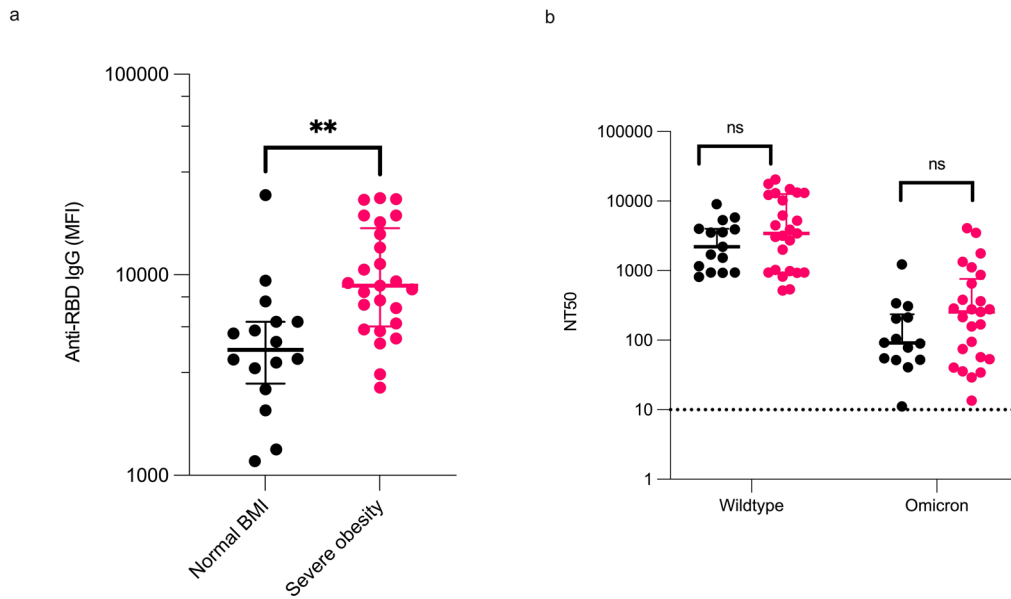 a
100000
10000
1000
Anti-RBD IgG (MFI)
**
Normal BMI
Severe obesity
b
100000
10000
1000
100
10
1
NT50
ns
ns
Wildtype
Omicron